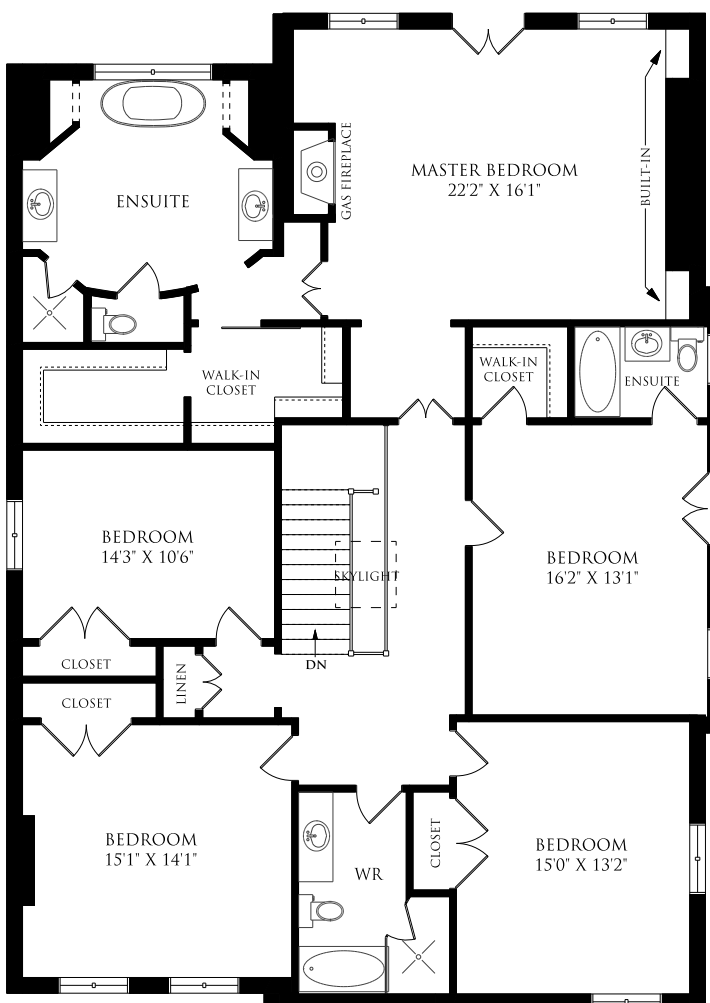 MASTER BEDROOM
22'2" X 16'1"
GAS FIREPLACE
BUILT-IN
ENSUITE
WALK-IN
CLOSET
WALK-IN
CLOSET
ENSUITE
BEDROOM
14'3" X 10'6"
SKYLIGHT
DN
BEDROOM
16'2" X 13'1"
CLOSET
LINEN
CLOSET
BEDROOM
15'1" X 14'1"
WR
CLOSET
BEDROOM
15'0" X 13'2"